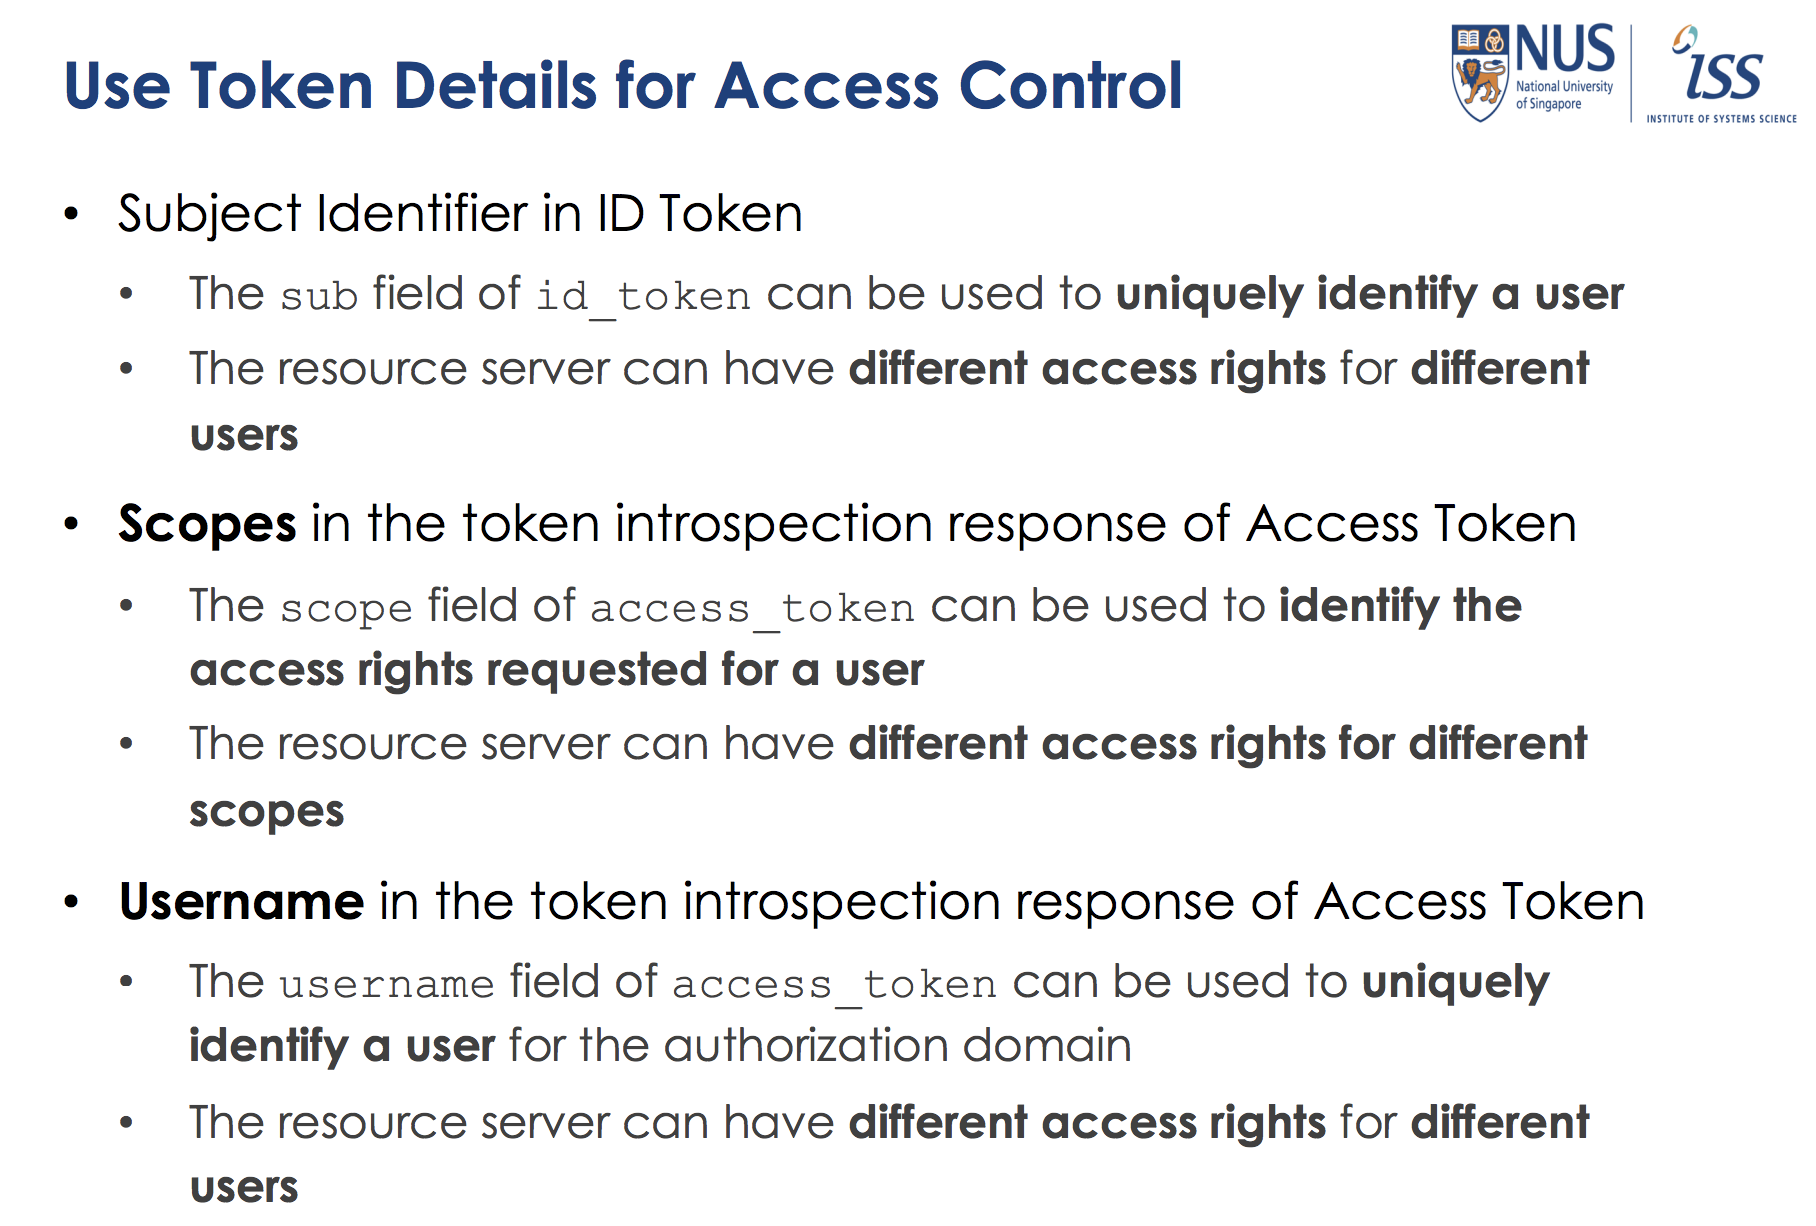 Use Token Details for Access Control
NUS
National University
of Singapore
ISS
INSTITUTE OF SYSTEMS SCIENCE
• Subject Identifier in ID Token
• The sub field of id_token can be used to uniquely identify a user
• The resource server can have different access rights for different
users
• Scopes in the token introspection response of Access Token
• The scope field of access_token can be used to identify the
access rights requested for a user
• The resource server can have different access rights for different
scopes
• Username in the token introspection response of Access Token
• The username field of access_token can be used to uniquely
identify a user for the authorization domain
• The resource server can have different access rights for different
users